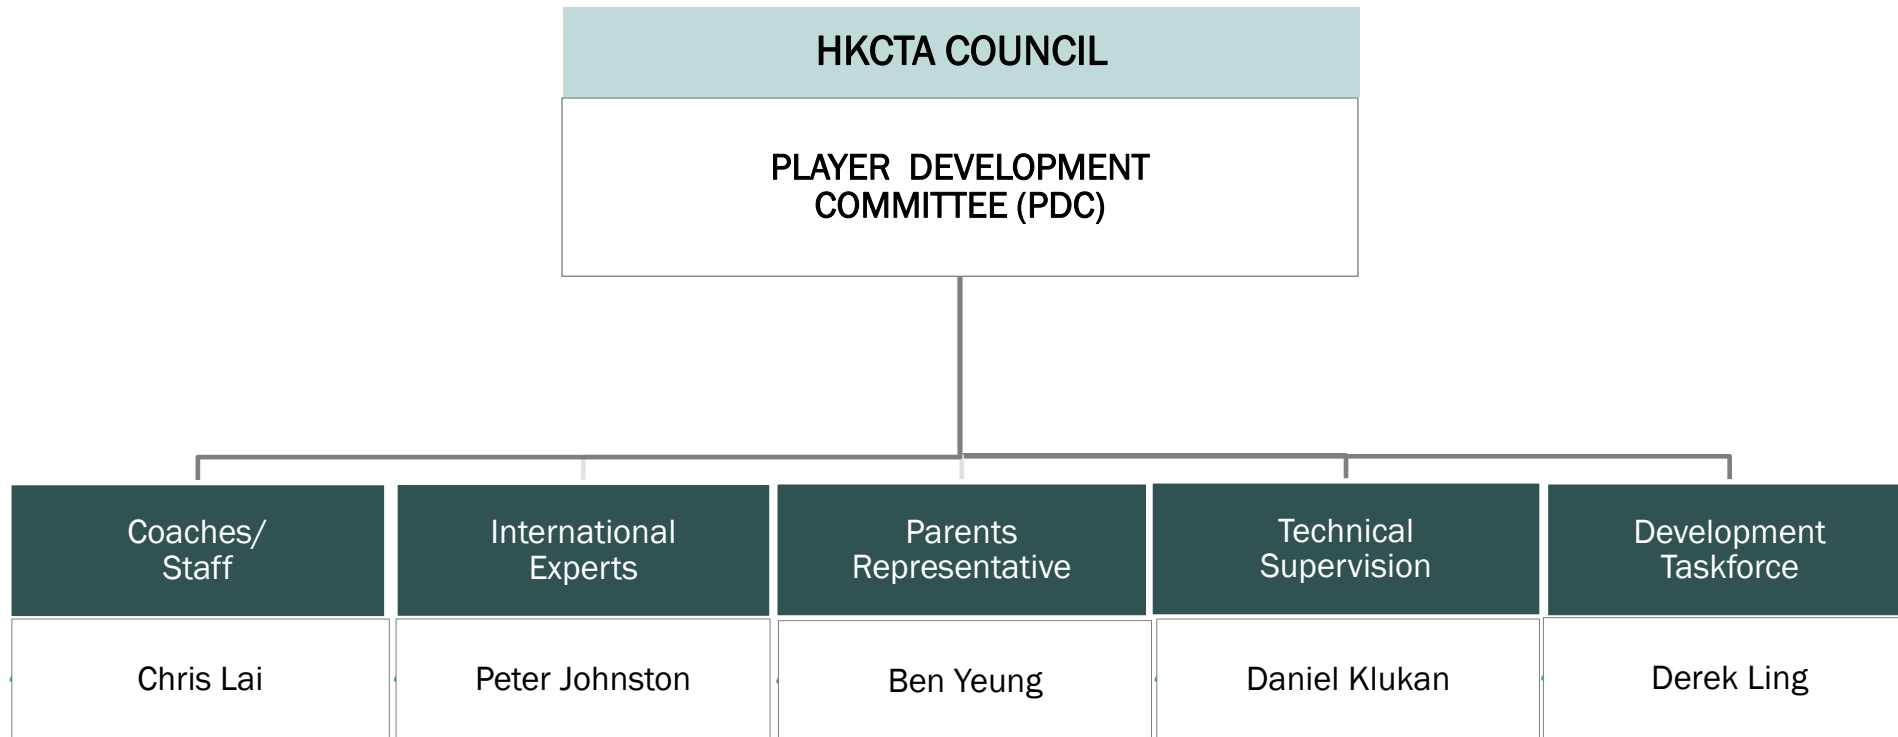 HKCTA COUNCIL
PLAYER DEVELOPMENT
COMMITTEE (PDC)
Coaches/
Staff
International
Experts
Parents
Representative
Technical
Supervision
Development
Taskforce
Chris Lai
Peter Johnston
Ben Yeung
Daniel Klukan
Derek Ling